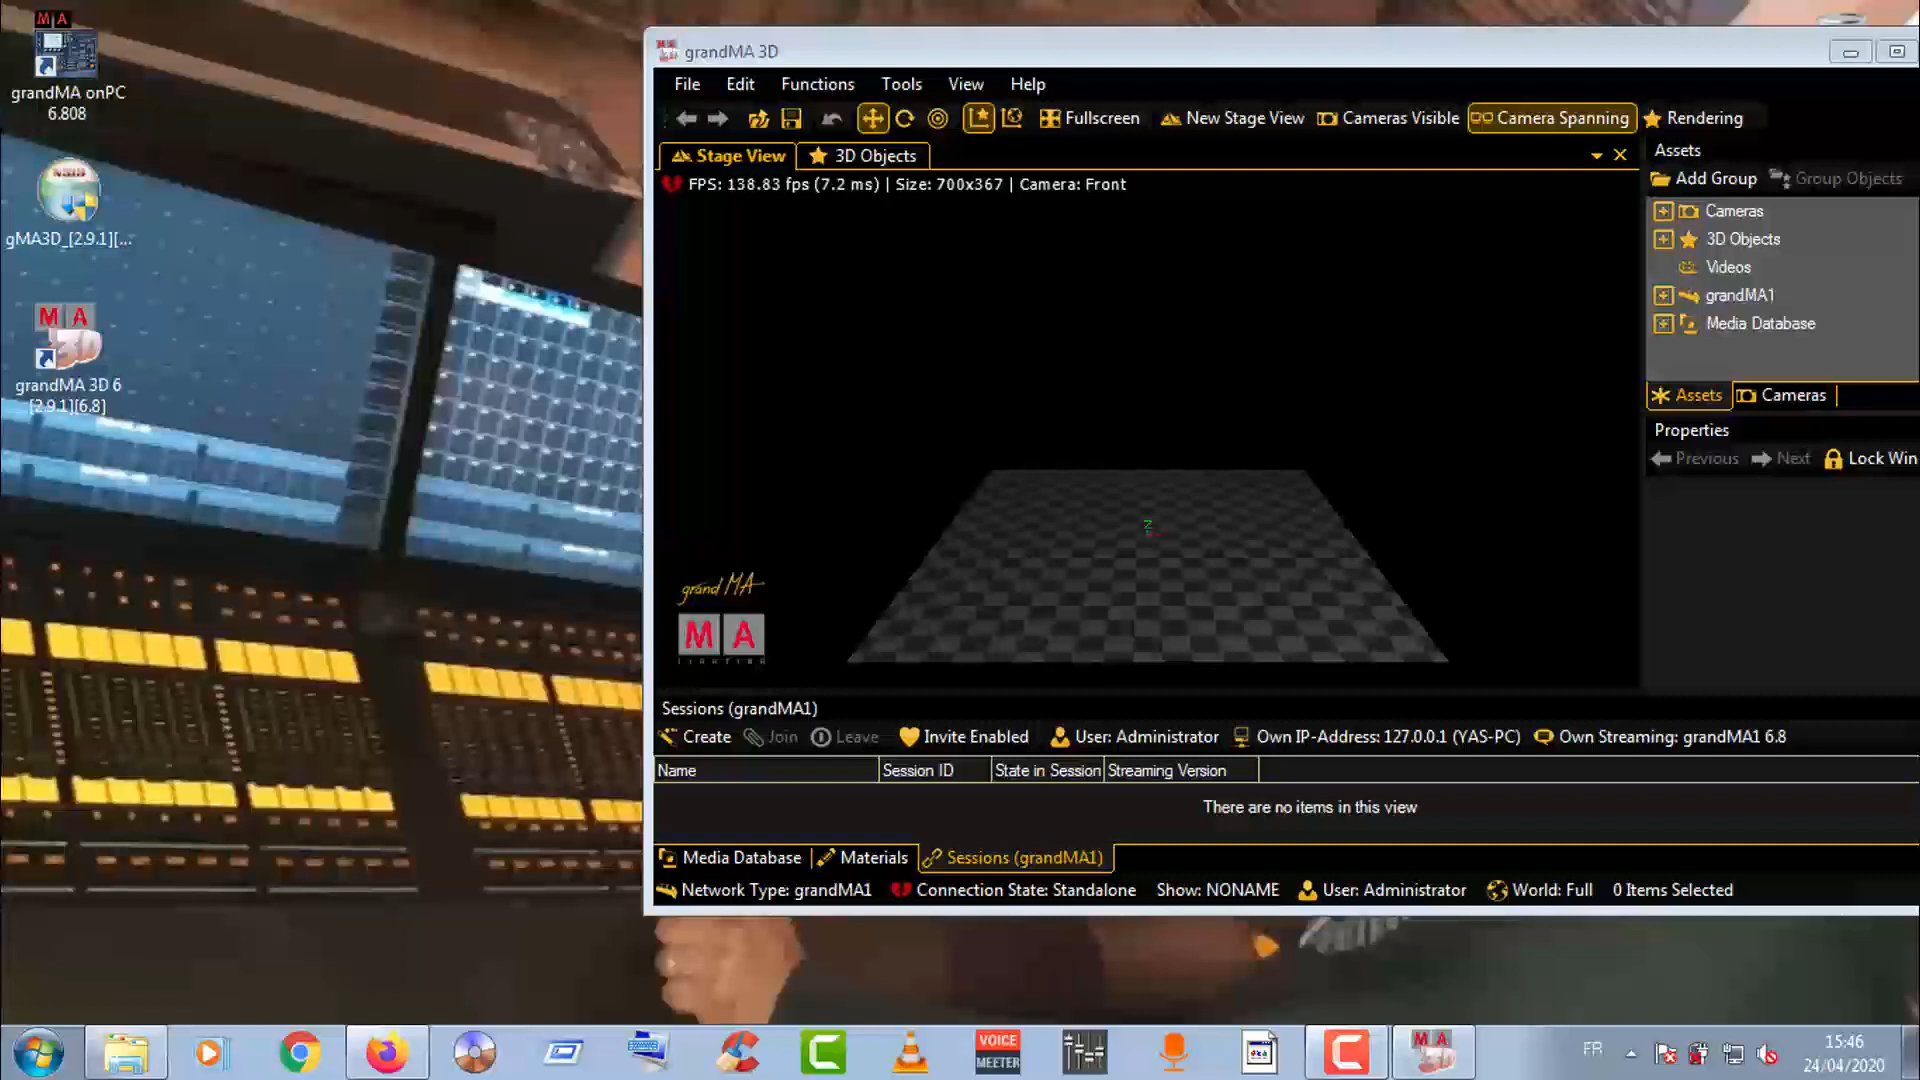 M A
grandMA onPC
6.808
gMA3D_[2.9.1][...
M A
3D
grandMA 3D 6
[2.9.1][6.8]
grandMA 3D
File Edit Functions Tools View Help
Fullscreen New Stage View Cameras Visible Camera Spanning Rendering
Stage View 3D Objects
FPS: 138.83 fps (7.2 ms) | Size: 700x367 | Camera: Front
Z
grand MA
M A
LIGHTING
Assets
Add Group Group Objects
Cameras
3D Objects
Videos
grandMA1
Media Database
Assets Cameras
Properties
Previous Next Lock Win
Sessions (grandMA1)
Create Join Leave Invite Enabled User: Administrator Own IP-Address: 127.0.0.1 (YAS-PC) Own Streaming: grandMA1 6.8
Name Session ID State in Session Streaming Version
There are no items in this view
Media Database Materials Sessions (grandMA1)
Network Type: grandMA1 Connection State: Standalone Show: NONAME User: Administrator World: Full 0 Items Selected
VOICE
MEETER
M A
FR
15:46
24/04/2020